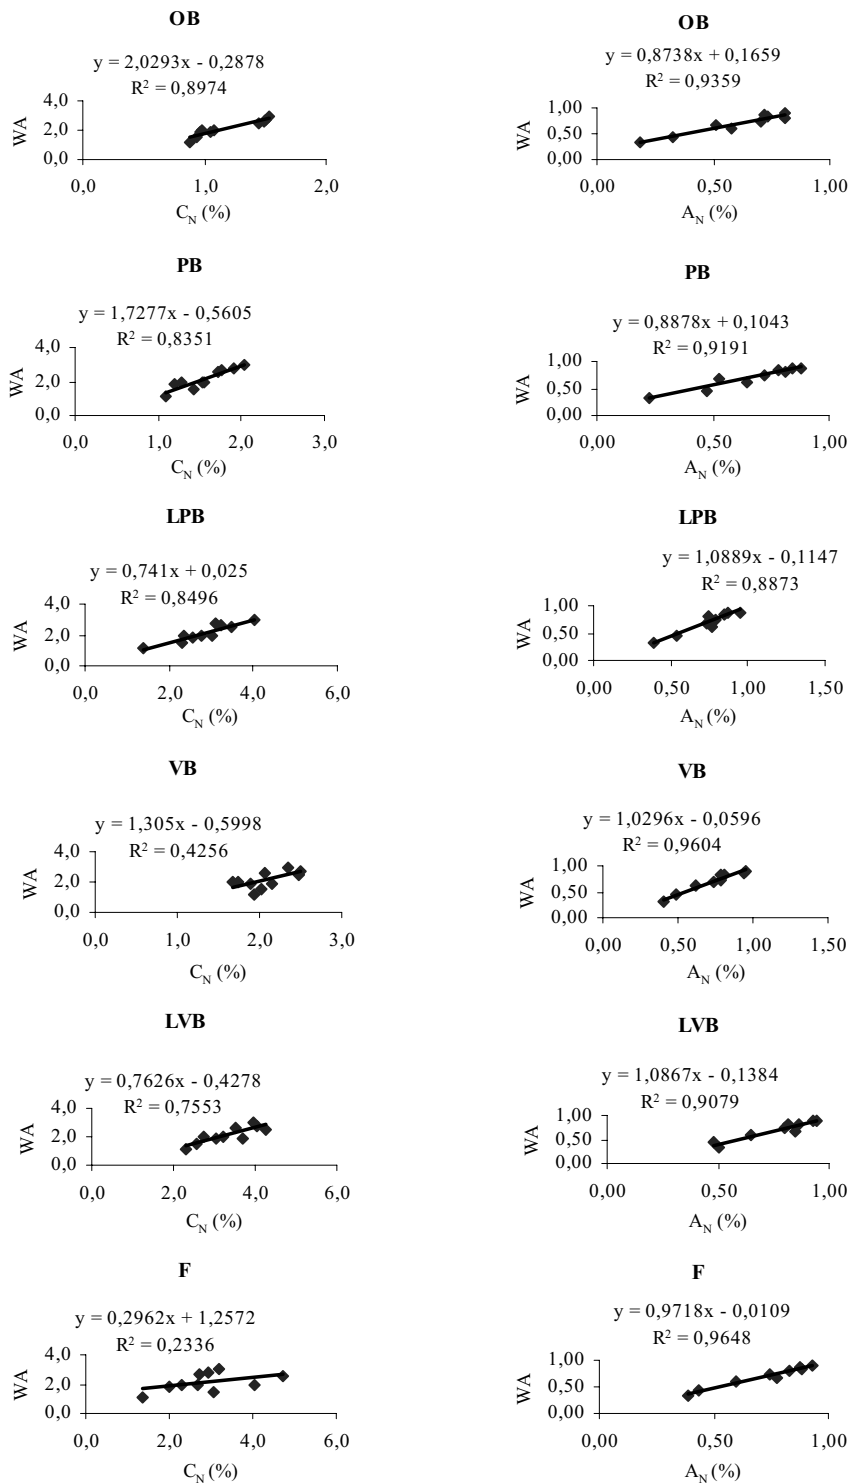 OB
y = 2,0293x - 0,2878
R² = 0,8974
WA
4,0
2,0
0,0
0,0 1,0 2,0
C_N (%)
OB
y = 0,8738x + 0,1659
R² = 0,9359
WA
1,00
0,50
0,00
0,00 0,50 1,00
A_N (%)
PB
y = 1,7277x - 0,5605
R² = 0,8351
WA
4,0
2,0
0,0
0,0 1,0 2,0 3,0
C_N (%)
PB
y = 0,8878x + 0,1043
R² = 0,9191
WA
1,00
0,50
0,00
0,00 0,50 1,00
A_N (%)
LPB
y = 0,741x + 0,025
R² = 0,8496
WA
4,0
2,0
0,0
0,0 2,0 4,0 6,0
C_N (%)
LPB
y = 1,0889x - 0,1147
R² = 0,8873
WA
1,00
0,50
0,00
0,00 0,50 1,00 1,50
A_N (%)
VB
y = 1,305x - 0,5998
R² = 0,4256
WA
4,0
2,0
0,0
0,0 1,0 2,0 3,0
C_N (%)
VB
y = 1,0296x - 0,0596
R² = 0,9604
WA
1,00
0,50
0,00
0,00 0,50 1,00 1,50
A_N (%)
LVB
y = 0,7626x - 0,4278
R² = 0,7553
WA
4,0
2,0
0,0
0,0 2,0 4,0 6,0
C_N (%)
LVB
y = 1,0867x - 0,1384
R² = 0,9079
WA
1,00
0,50
0,00
0,00 0,50 1,00
A_N (%)
F
y = 0,2962x + 1,2572
R² = 0,2336
WA
4,0
2,0
0,0
0,0 2,0 4,0 6,0
C_N (%)
F
y = 0,9718x - 0,0109
R² = 0,9648
WA
1,00
0,50
0,00
0,00 0,50 1,00
A_N (%)